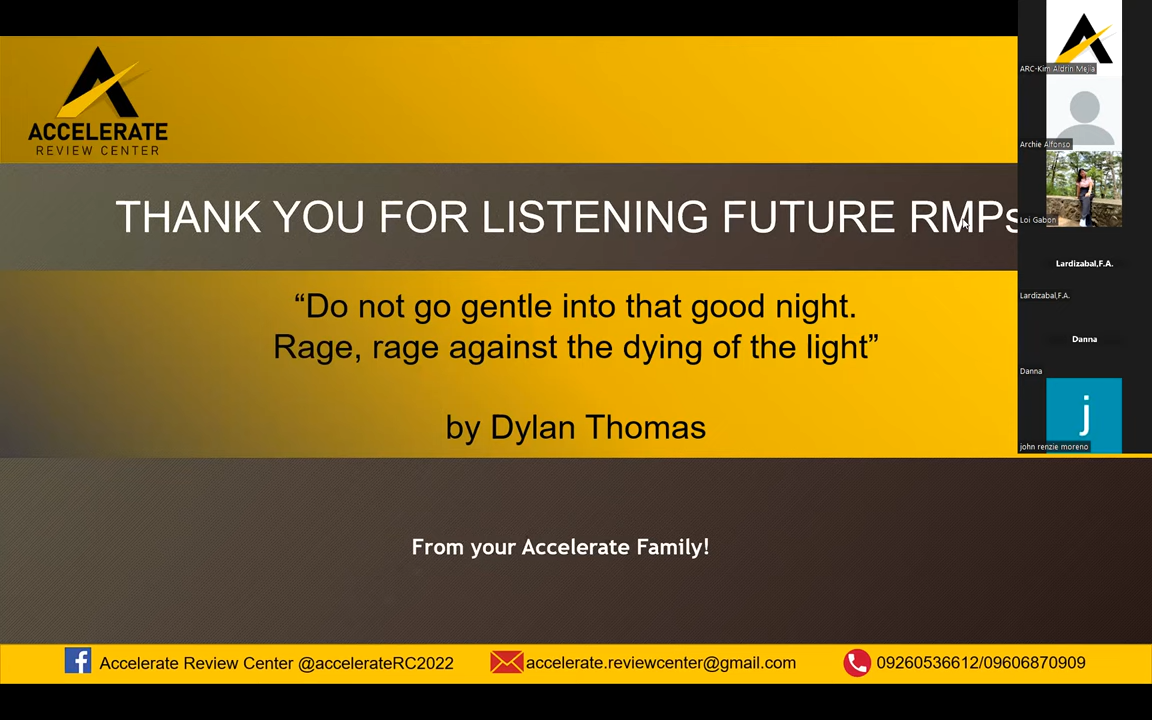 ACCELERATE
REVIEW CENTER
THANK YOU FOR LISTENING FUTURE RMPs
“Do not go gentle into that good night.
Rage, rage against the dying of the light”
by Dylan Thomas
From your Accelerate Family!
Accelerate Review Center @accelerateRC2022
accelerate.reviewcenter@gmail.com
09260536612/09606870909
ARC-Kim Aldrin Mejia
Archie Alfonso
Loi Gabon
Lardizabal,F.A.
Lardizabal,F.A.
Danna
Danna
j
john renzie moreno